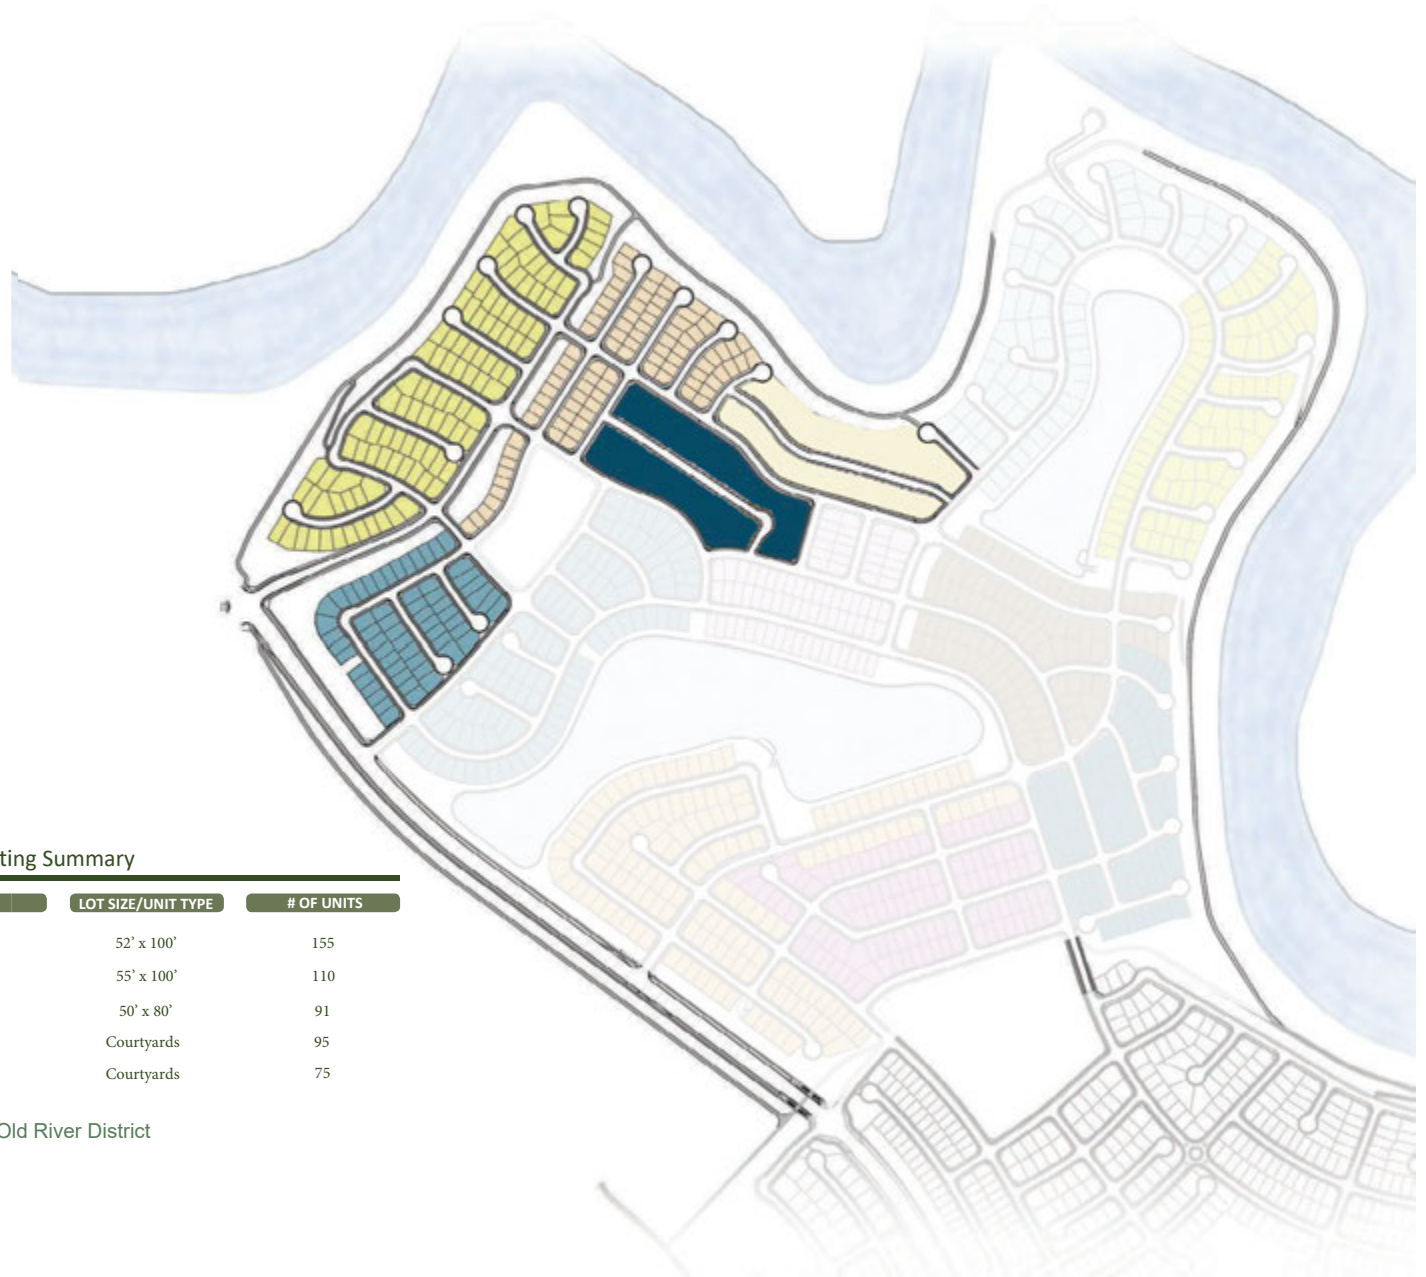 ting Summary
LOT SIZE/UNIT TYPE # OF UNITS
52’ x 100’ 155
55’ x 100’ 110
50’ x 80’ 91
Courtyards 95
Courtyards 75
Old River District